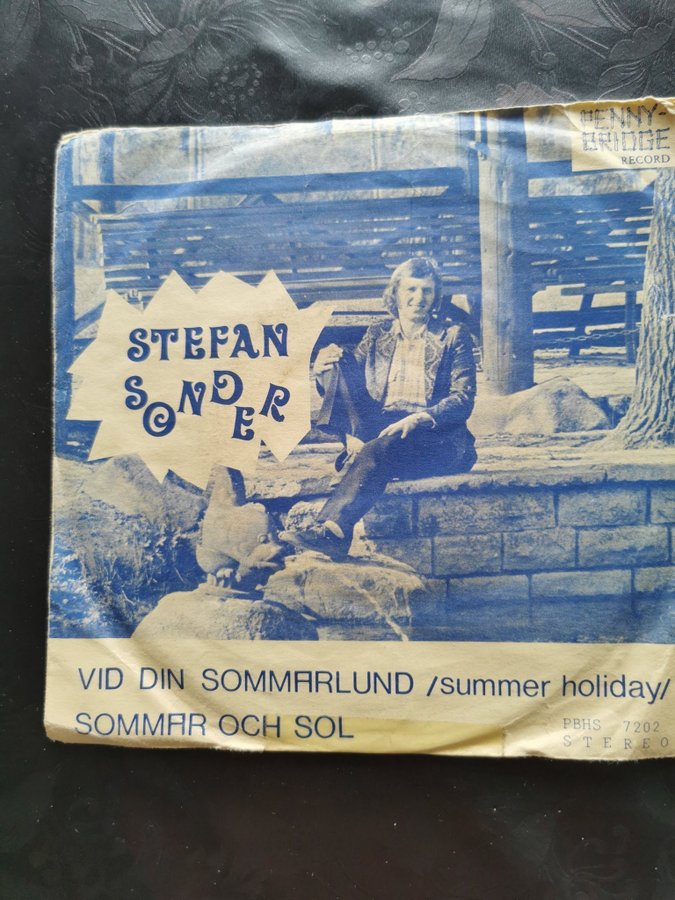 PENNY-
BRIDGE
RECORD
STEFAN
SONDER
VID DIN SOMMARLUND /summer holiday/
SOMMAR OCH SOL
PBHS 7202
STEREO